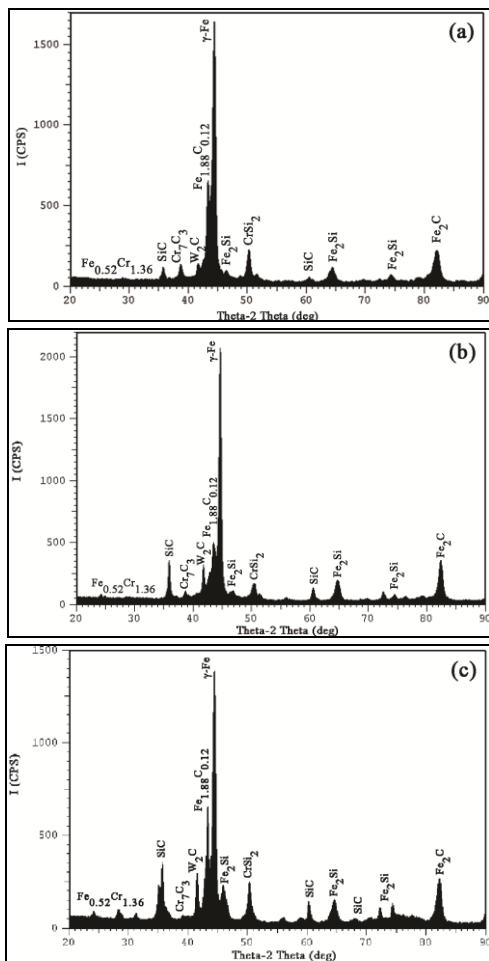 (a)
I (CPS)
1500
1000
500
0
Fe0.52Cr1.36
SiC
Cr7C3
W2C
Fe1.88C0.12
γ-Fe
Fe2Si
CrSi2
SiC
Fe2Si
Fe2Si
Fe2C
20 30 40 50 60 70 80 90
Theta-2 Theta (deg)
(b)
I (CPS)
2000
1500
1000
500
0
Fe0.52Cr1.36
SiC
Cr7C3
W2C
Fe1.88C0.12
γ-Fe
Fe2Si
CrSi2
SiC
Fe2Si
Fe2Si
Fe2C
20 30 40 50 60 70 80 90
Theta-2 Theta (deg)
(c)
I (CPS)
1500
1000
500
0
Fe0.52Cr1.36
SiC
Cr7C3
W2C
Fe1.88C0.12
γ-Fe
Fe2Si
CrSi2
SiC
Fe2Si
SiC
Fe2Si
Fe2C
20 30 40 50 60 70 80 90
Theta-2 Theta (deg)